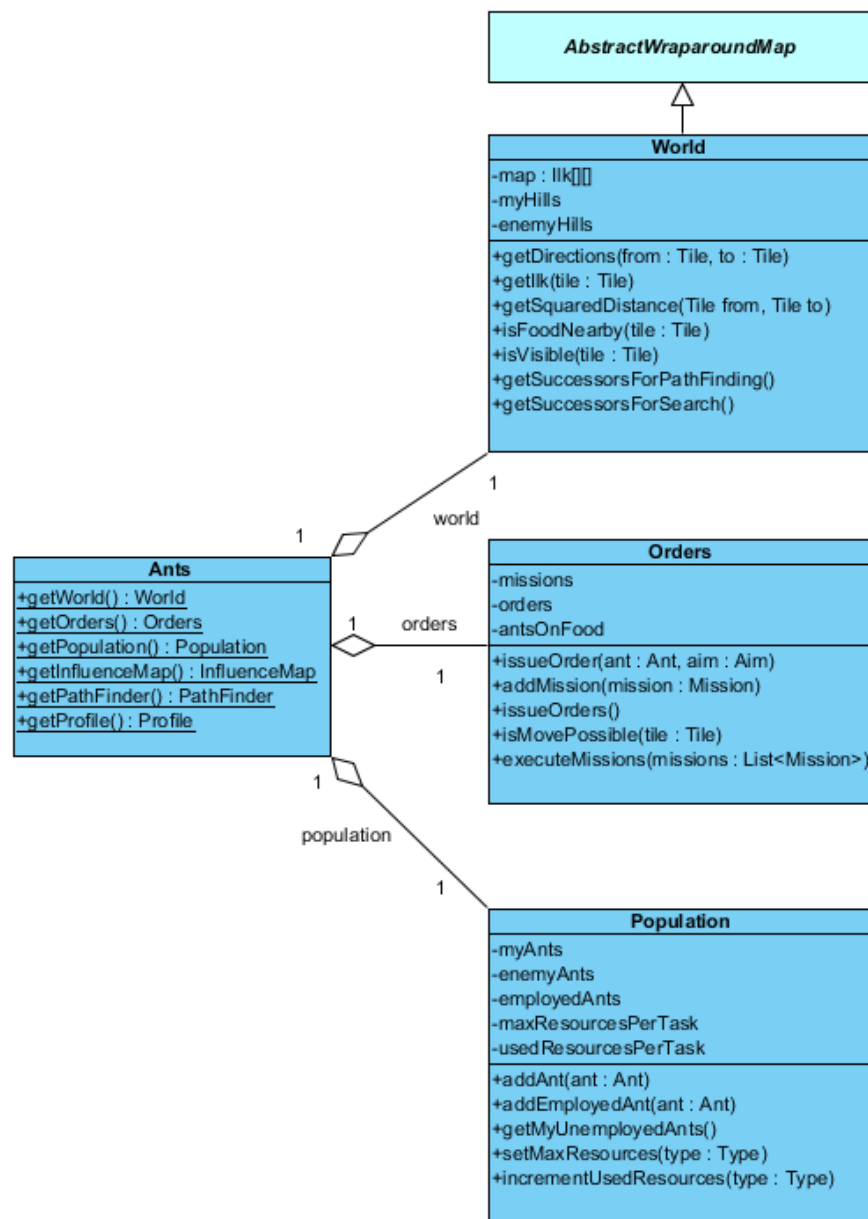 AbstractWraparoundMap
World
-map : Ilk[][]
-myHills
-enemyHills
+getDirections(from : Tile, to : Tile)
+getIlk(tile : Tile)
+getSquaredDistance(Tile from, Tile to)
+isFoodNearby(tile : Tile)
+isVisible(tile : Tile)
+getSuccessorsForPathFinding()
+getSuccessorsForSearch()
1
world
1
Ants
+getWorld() : World
+getOrders() : Orders
+getPopulation() : Population
+getInfluenceMap() : InfluenceMap
+getPathFinder() : PathFinder
+getProfile() : Profile
1
orders
1
Orders
-missions
-orders
-antsOnFood
+issueOrder(ant : Ant, aim : Aim)
+addMission(mission : Mission)
+issueOrders()
+isMovePossible(tile : Tile)
+executeMissions(missions : List<Mission>)
1
population
1
Population
-myAnts
-enemyAnts
-employedAnts
-maxResourcesPerTask
-usedResourcesPerTask
+addAnt(ant : Ant)
+addEmployedAnt(ant : Ant)
+getMyUnemployedAnts()
+setMaxResources(type : Type)
+incrementUsedResources(type : Type)